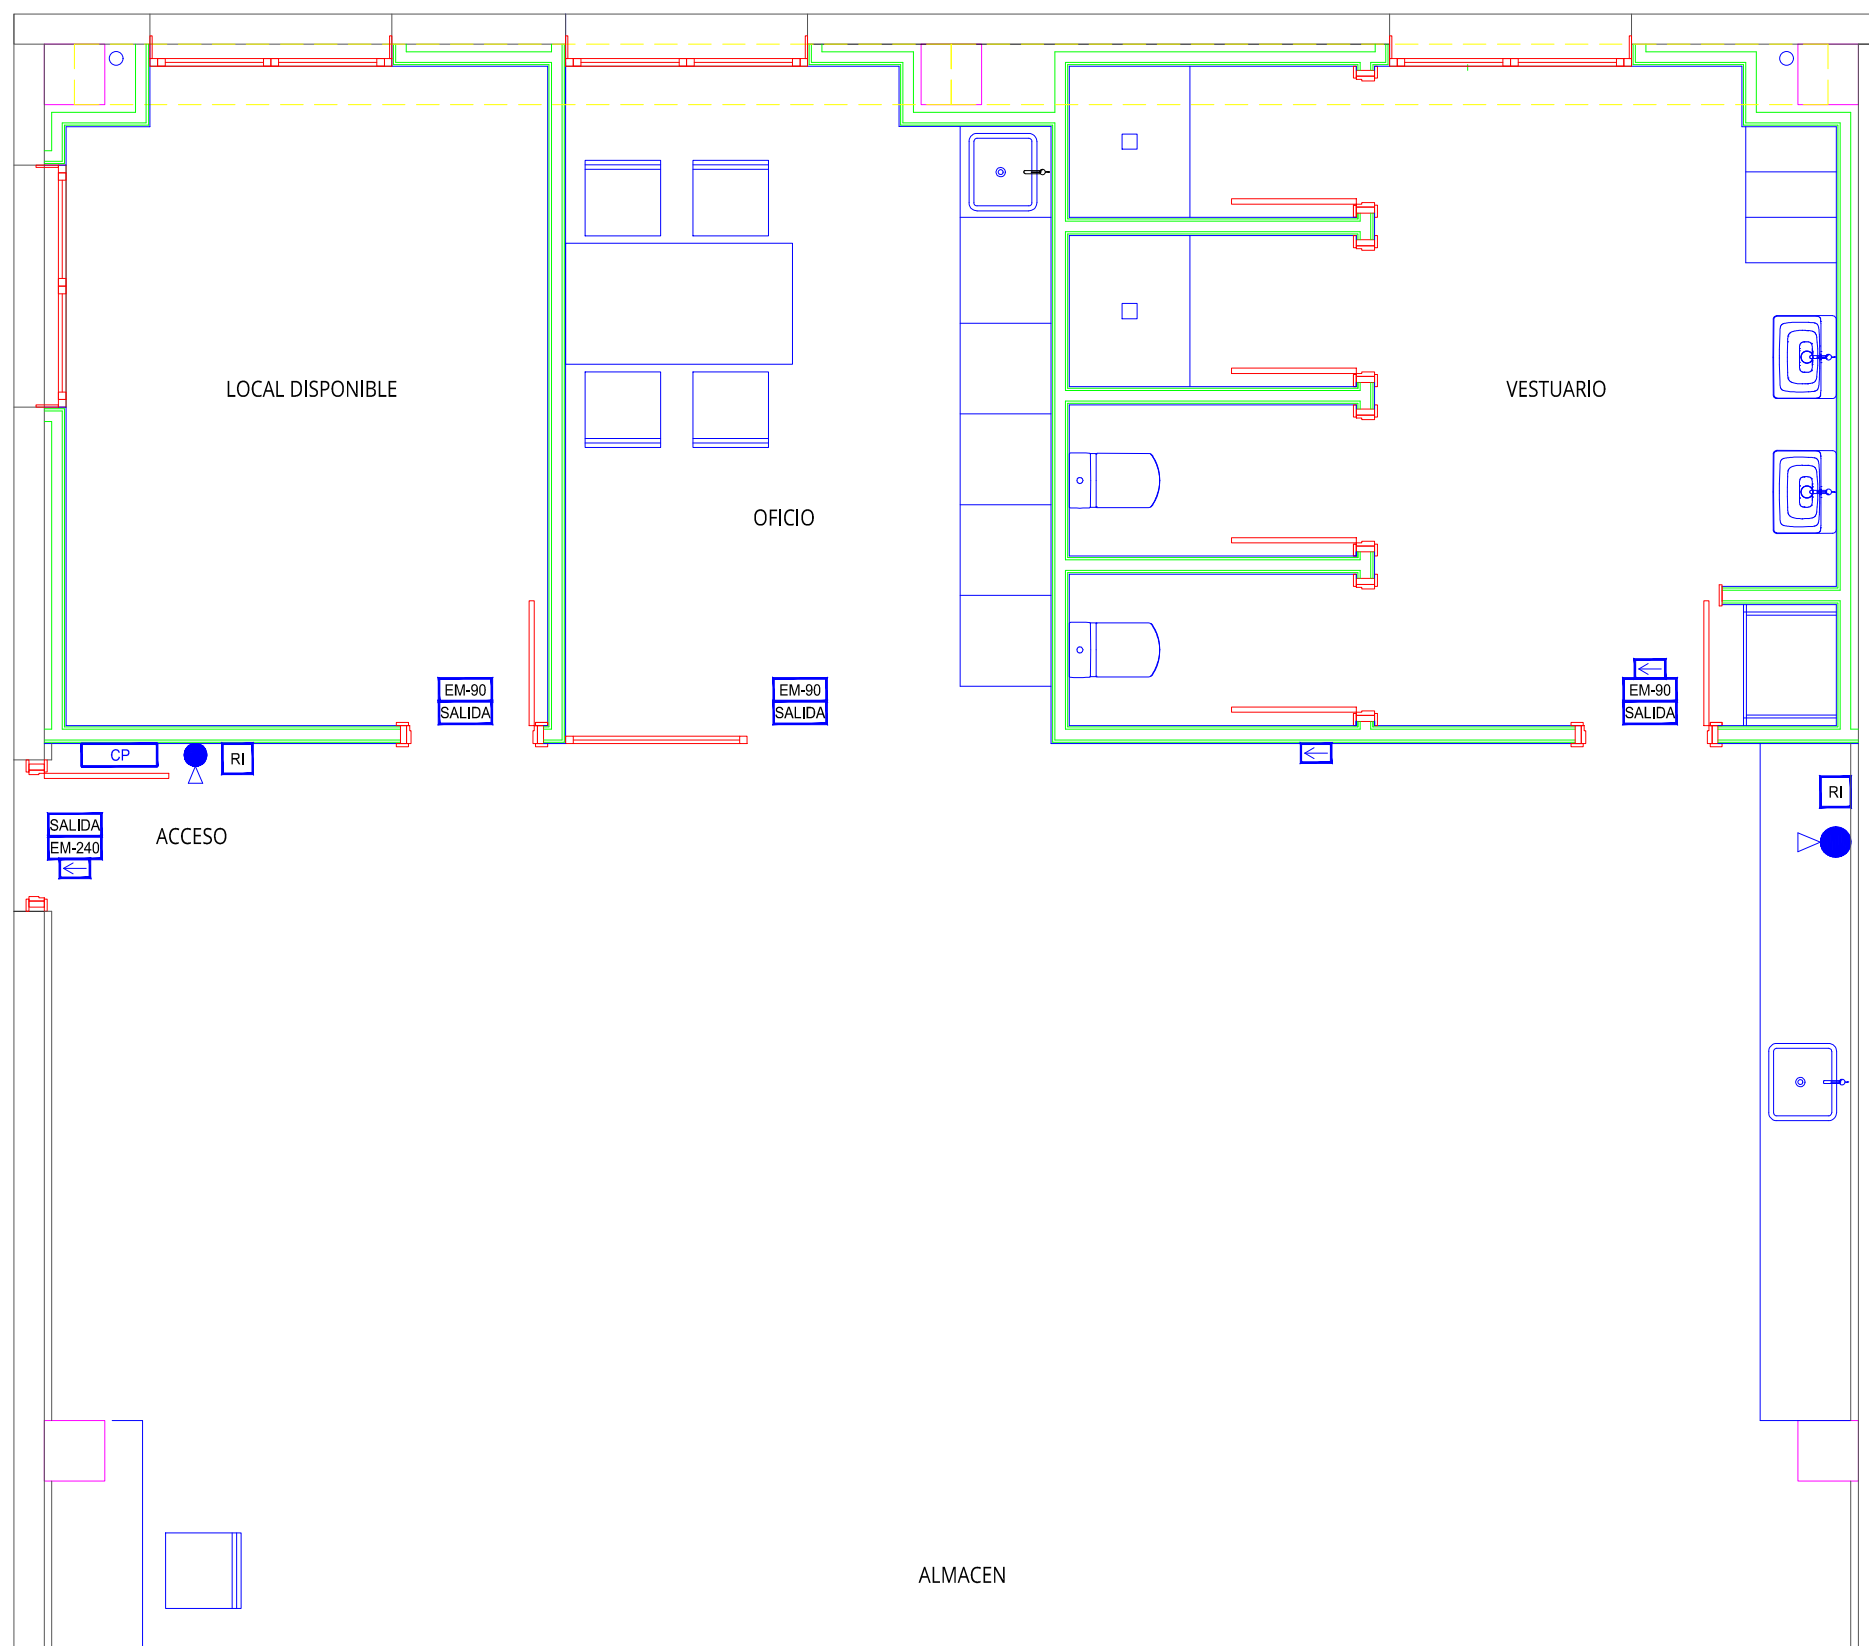 LOCAL DISPONIBLE
VESTUARIO
OFICIO
EM-90
SALIDA
EM-90
SALIDA
EM-90
SALIDA
CP
RI
RI
SALIDA
EM-240
ACCESO
ALMACEN